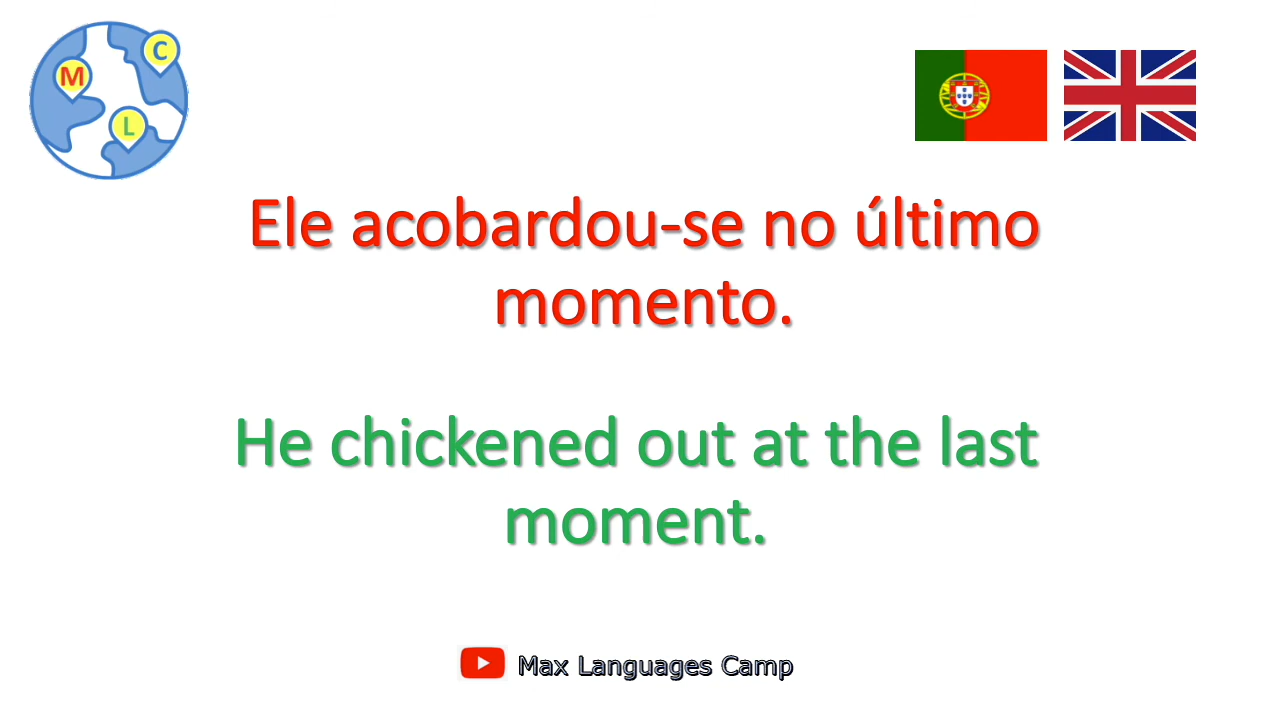 C
M
L
Ele acobardou-se no último
momento.
He chickened out at the last
moment.
Max Languages Camp